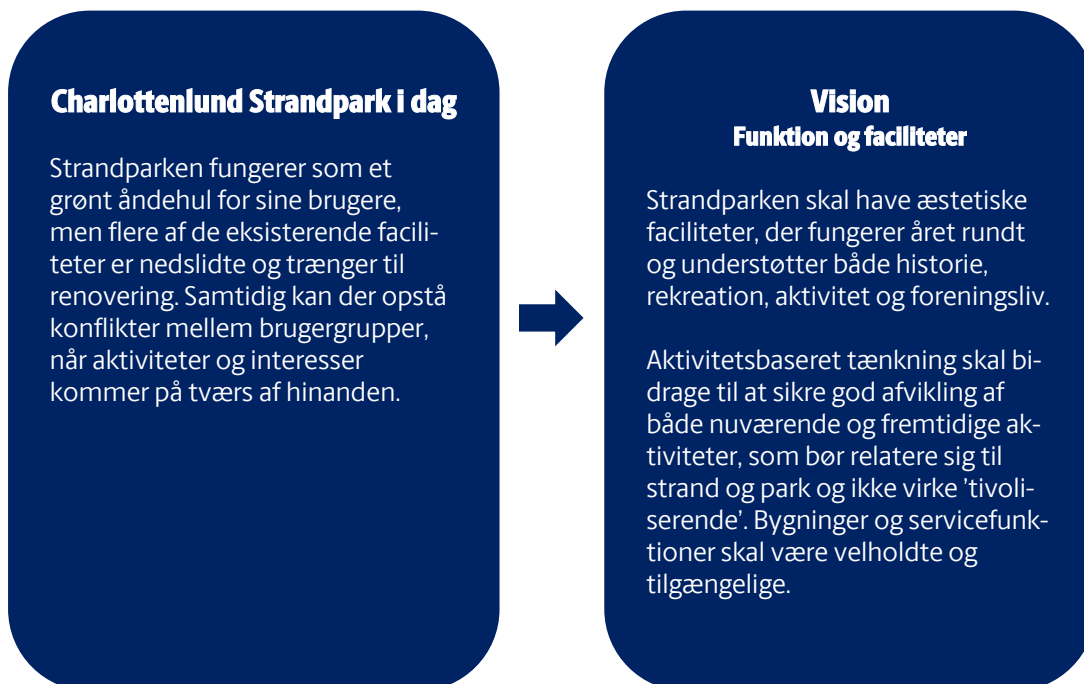 Charlottenlund Strandpark i dag
Strandparken fungerer som et
grønt åndehul for sine brugere,
men flere af de eksisterende facili-
teter er nedslidte og trænger til
renovering. Samtidig kan der opstå
konflikter mellem brugergrupper,
når aktiviteter og interesser
kommer på tværs af hinanden.
Vision
Funktion og faciliteter
Strandparken skal have æstetiske
faciliteter, der fungerer året rundt
og understøtter både historie,
rekreation, aktivitet og foreningsliv.
Aktivitetsbaseret tænkning skal bi-
drage til at sikre god afvikling af
både nuværende og fremtidige ak-
tiviteter, som bør relatere sig til
strand og park og ikke virke ’tivoli-
serende’. Bygninger og servicefunk-
tioner skal være velholdte og
tilgængelige.